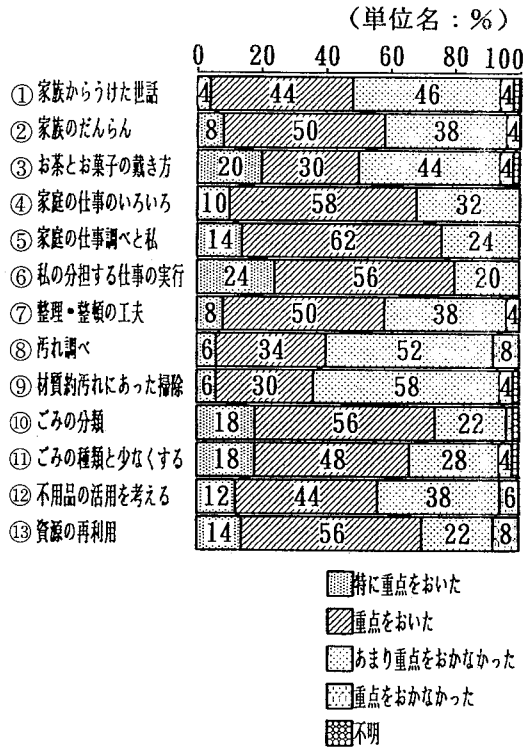 (単位名：%)
0 20 40 60 80 100
①家族からうけた世話 4 44 46 4
②家族のだんらん 8 50 38 4
③お茶とお菓子の戴き方 20 30 44 4
④家庭の仕事のいろいろ 10 58 32
⑤家庭の仕事調べと私 14 62 24
⑥私の分担する仕事の実行 24 56 20
⑦整理・整頓の工夫 8 50 38 4
⑧汚れ調べ 6 34 52 8
⑨材質約汚れにあった掃除 6 30 58 4
⑩ごみの分類 18 56 22
⑪ごみの種類と少なくする 18 48 28 4
⑫不用品の活用を考える 12 44 38 6
⑬資源の再利用 14 56 22 8
特に重点をおいた
重点をおいた
あまり重点をおかなかった
重点をおかなかった
不明